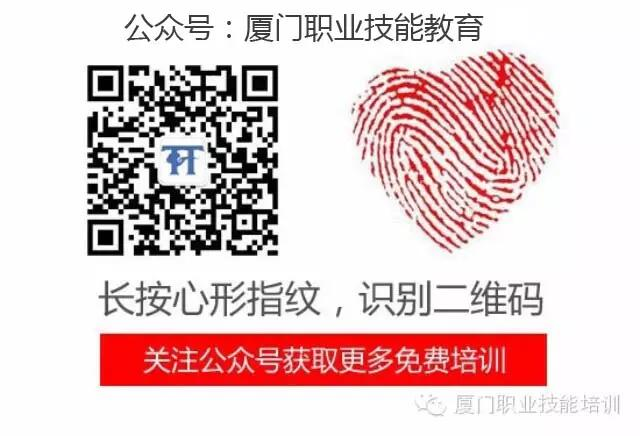 公众号：厦门职业技能教育
长按心形指纹，识别二维码
关注公众号获取更多免费培训
厦门职业技能培训